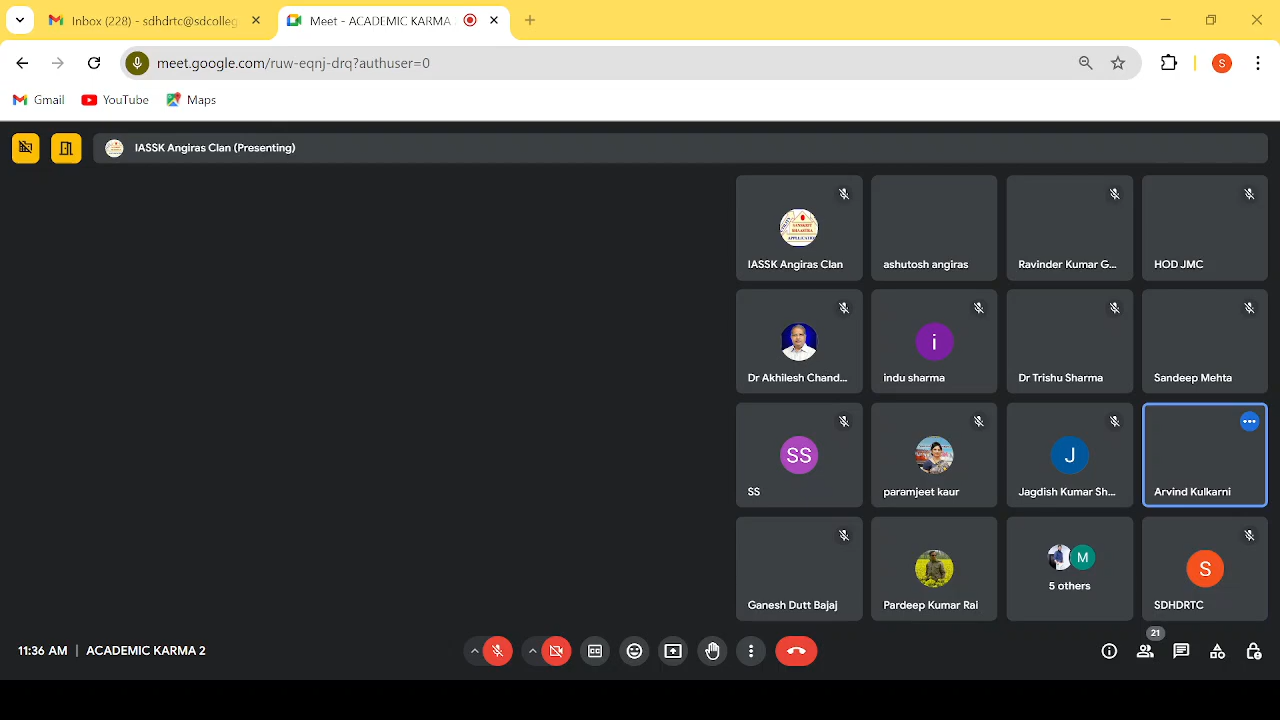 Inbox (228) - sdhdrtc@sdcolleg
Meet - ACADEMIC KARMA
meet.google.com/ruw-eqnj-drq?authuser=0
S
Gmail
YouTube
Maps
IASSK Angiras Clan (Presenting)
IASSK Angiras Clan
ashutosh angiras
Ravinder Kumar G...
HOD JMC
i
Dr Akhilesh Chand...
indu sharma
Dr Trishu Sharma
Sandeep Mehta
SS
J
SS
paramjeet kaur
Jagdish Kumar Sh...
Arvind Kulkarni
M
5 others
S
Ganesh Dutt Bajaj
Pardeep Kumar Rai
SDHDRTC
21
11:36 AM | ACADEMIC KARMA 2
CC